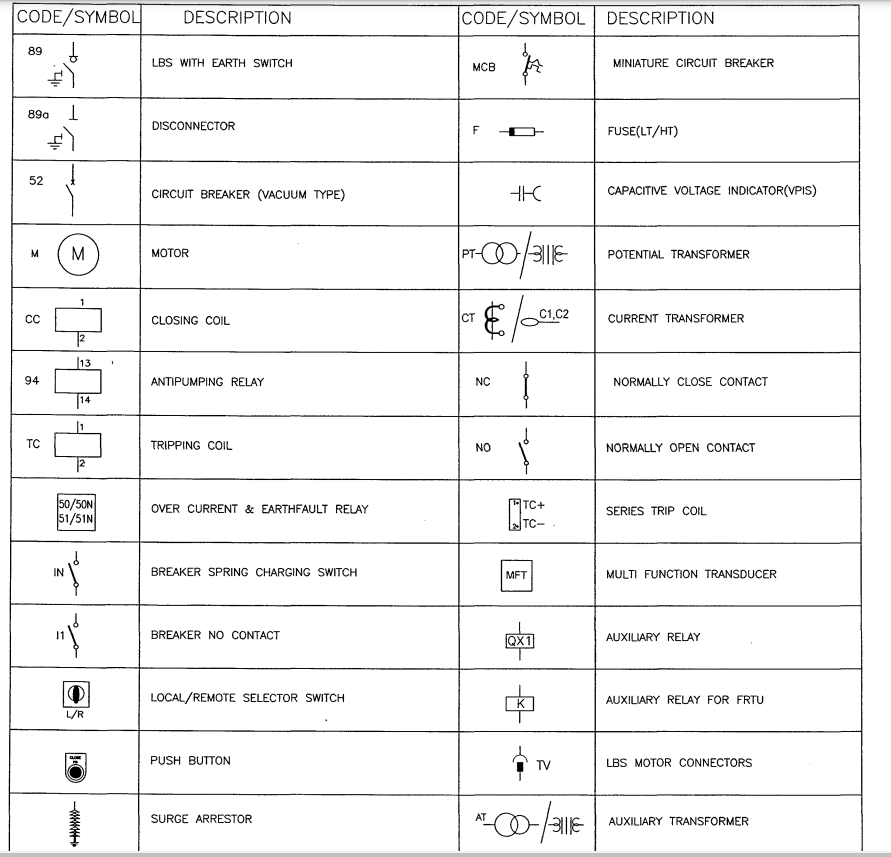 CODE/SYMBOL DESCRIPTION CODE/SYMBOL DESCRIPTION
89 LBS WITH EARTH SWITCH MCB MINIATURE CIRCUIT BREAKER
89a DISCONNECTOR F FUSE(LT/HT)
52 CIRCUIT BREAKER (VACUUM TYPE) CAPACITIVE VOLTAGE INDICATOR(VPIS)
M M MOTOR PT POTENTIAL TRANSFORMER
CC 1 2 CLOSING COIL CT C1,C2 CURRENT TRANSFORMER
94 13 14 ANTIPUMPING RELAY NC NORMALLY CLOSE CONTACT
TC 1 2 TRIPPING COIL NO NORMALLY OPEN CONTACT
50/50N
51/51N OVER CURRENT & EARTHFAULT RELAY 1 TC+
2 TC- SERIES TRIP COIL
IN BREAKER SPRING CHARGING SWITCH MFT MULTI FUNCTION TRANSDUCER
I1 BREAKER NO CONTACT QX1 AUXILIARY RELAY
L/R LOCAL/REMOTE SELECTOR SWITCH K AUXILIARY RELAY FOR FRTU
PUSH BUTTON TV LBS MOTOR CONNECTORS
SURGE ARRESTOR AT AUXILIARY TRANSFORMER